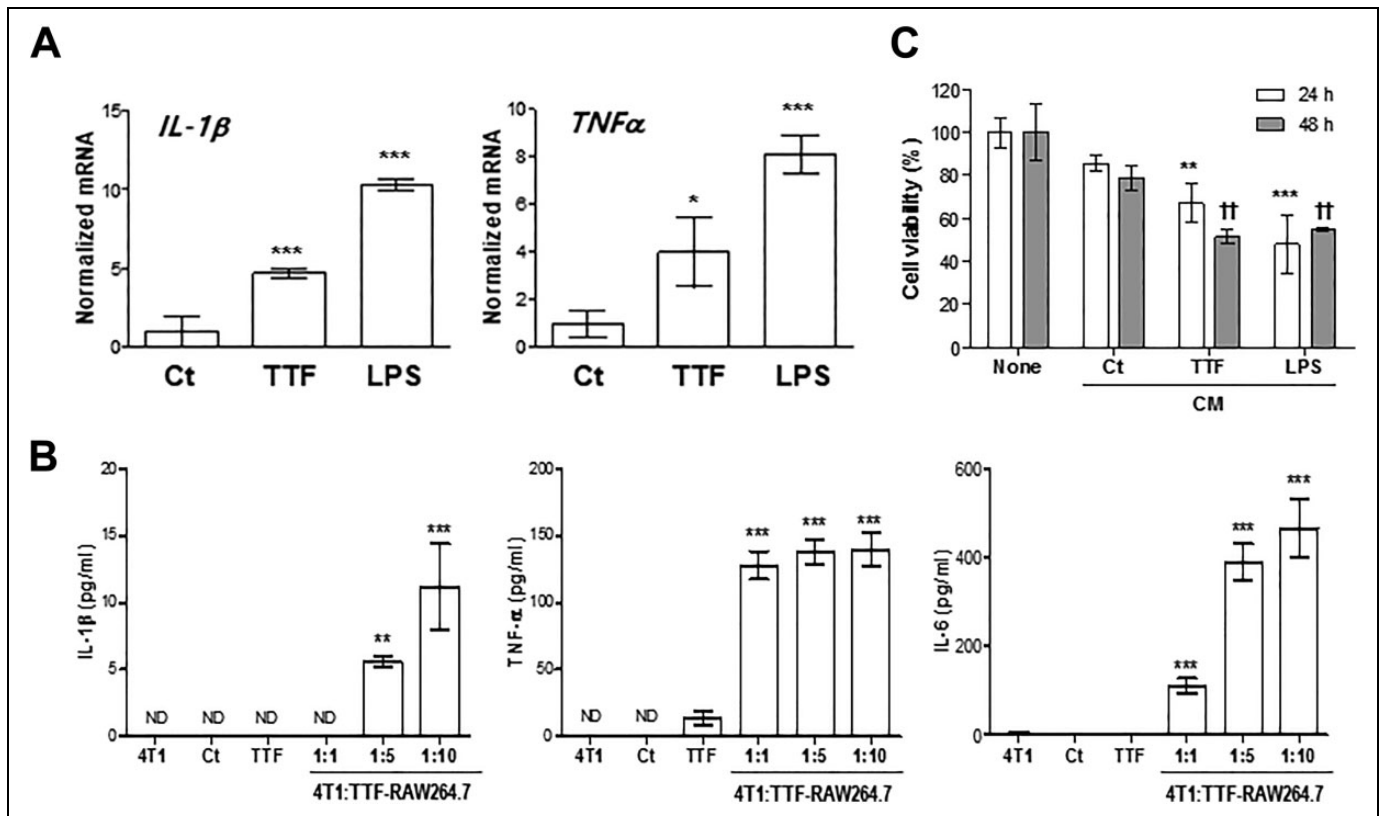 A
IL-1β
Normalized mRNA
15
10
5
0
***
***
Ct TTF LPS
TNFα
Normalized mRNA
10
8
6
4
2
0
*
***
Ct TTF LPS
C
Cell viability (%)
120
100
80
60
40
20
0
24 h
48 h
** †† *** ††
None Ct TTF LPS
CM
B
IL-1β (pg/ml)
20
15
10
5
0
ND ND ND ND ** ***
4T1 Ct TTF 1:1 1:5 1:10
4T1:TTF-RAW264.7
TNF-α (pg/ml)
200
150
100
50
0
ND ND *** *** ***
4T1 Ct TTF 1:1 1:5 1:10
4T1:TTF-RAW264.7
IL-6 (pg/ml)
600
400
200
0
*** *** ***
4T1 Ct TTF 1:1 1:5 1:10
4T1:TTF-RAW264.7